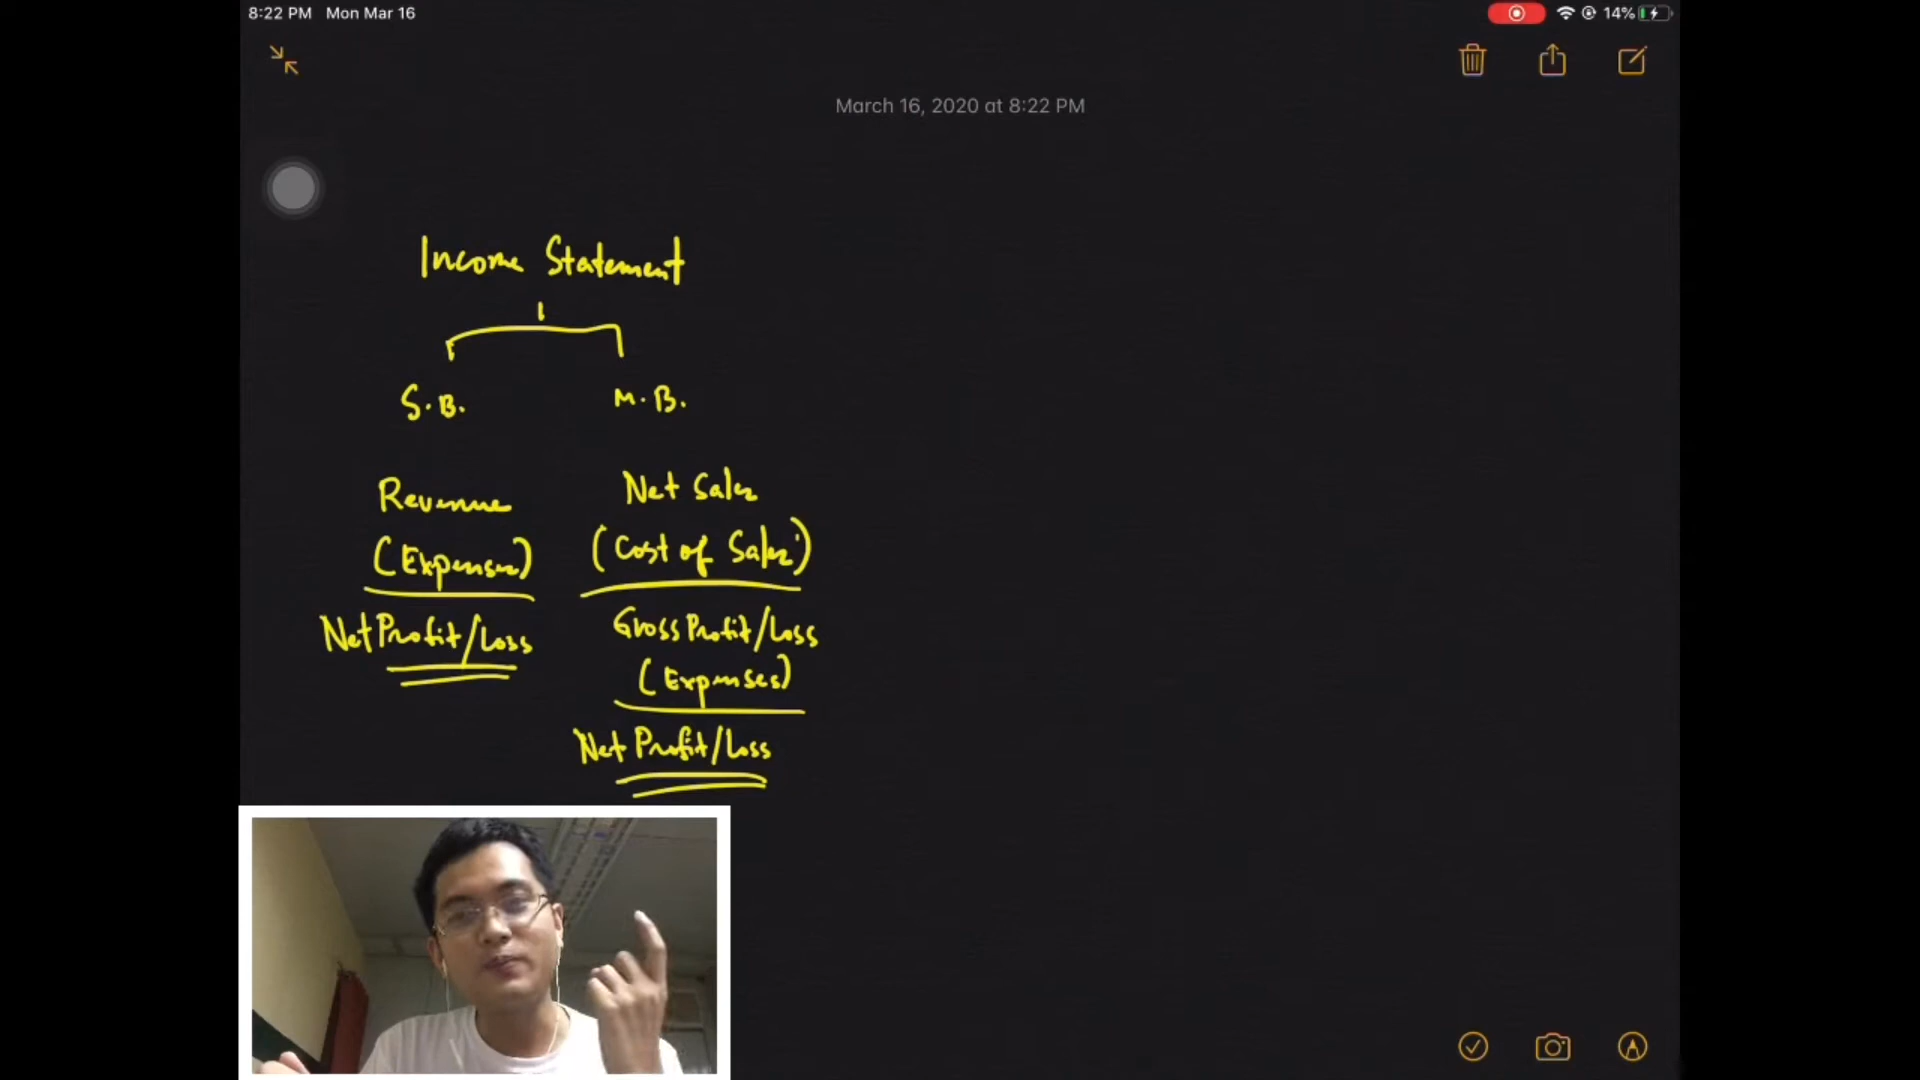 8:22 PM Mon Mar 16
14%
March 16, 2020 at 8:22 PM
Income Statement
S.B.
M.B.
Revenue
(Expenses)
Net Profit/Loss
Net Sales
(Cost of Sales)
Gross Profit/Loss
(Expenses)
Net Profit/Loss